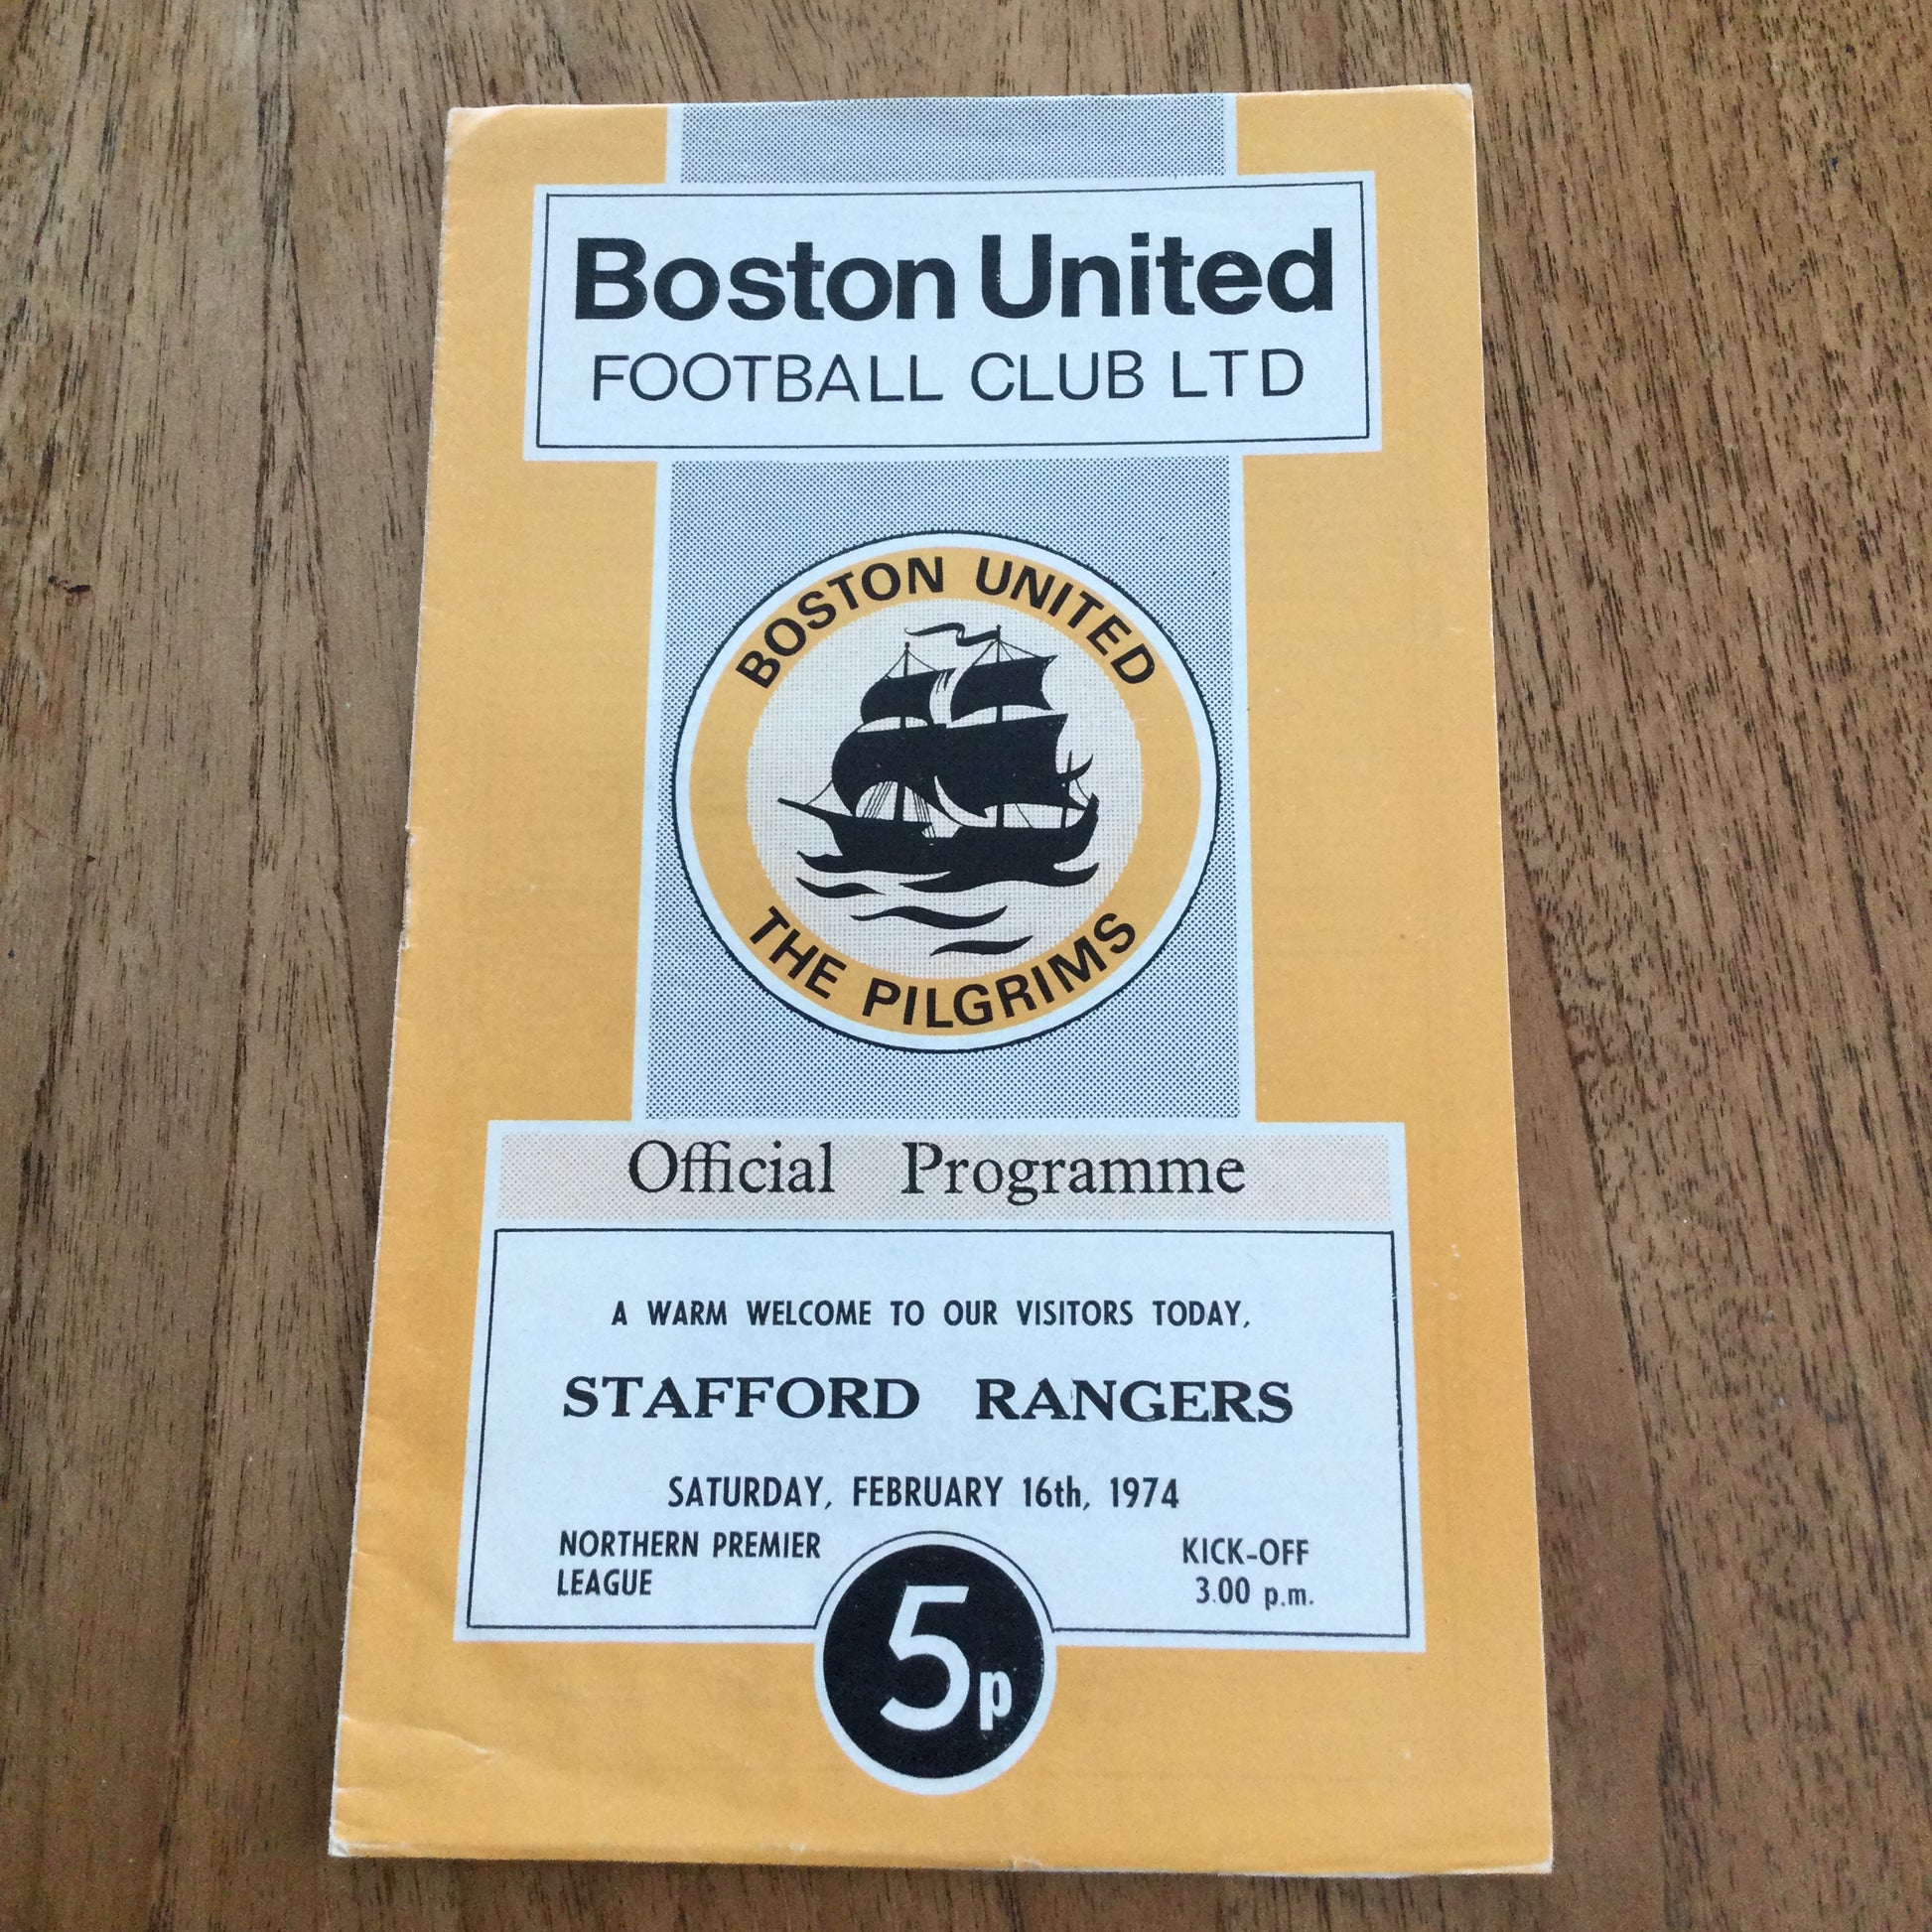 Boston United
FOOTBALL CLUB LTD
BOSTON UNITED
THE PILGRIMS
Official Programme
A WARM WELCOME TO OUR VISITORS TODAY,
STAFFORD RANGERS
SATURDAY, FEBRUARY 16th, 1974
NORTHERN PREMIER
LEAGUE
KICK-OFF
3.00 p.m.
5p